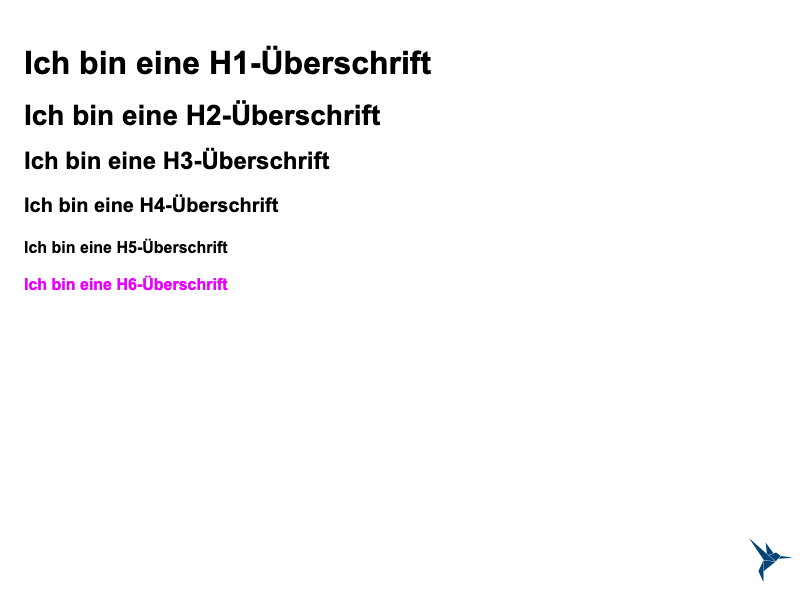 Ich bin eine H1-Überschrift
Ich bin eine H2-Überschrift
Ich bin eine H3-Überschrift
Ich bin eine H4-Überschrift
Ich bin eine H5-Überschrift
Ich bin eine H6-Überschrift